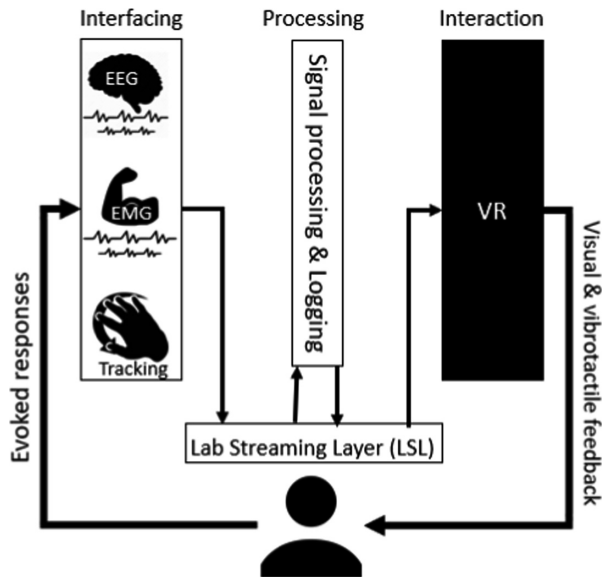 Interfacing
Processing
Interaction
EEG
EMG
Tracking
Signal processing & Logging
VR
Lab Streaming Layer (LSL)
Evoked responses
Visual & vibrotactile
feedback